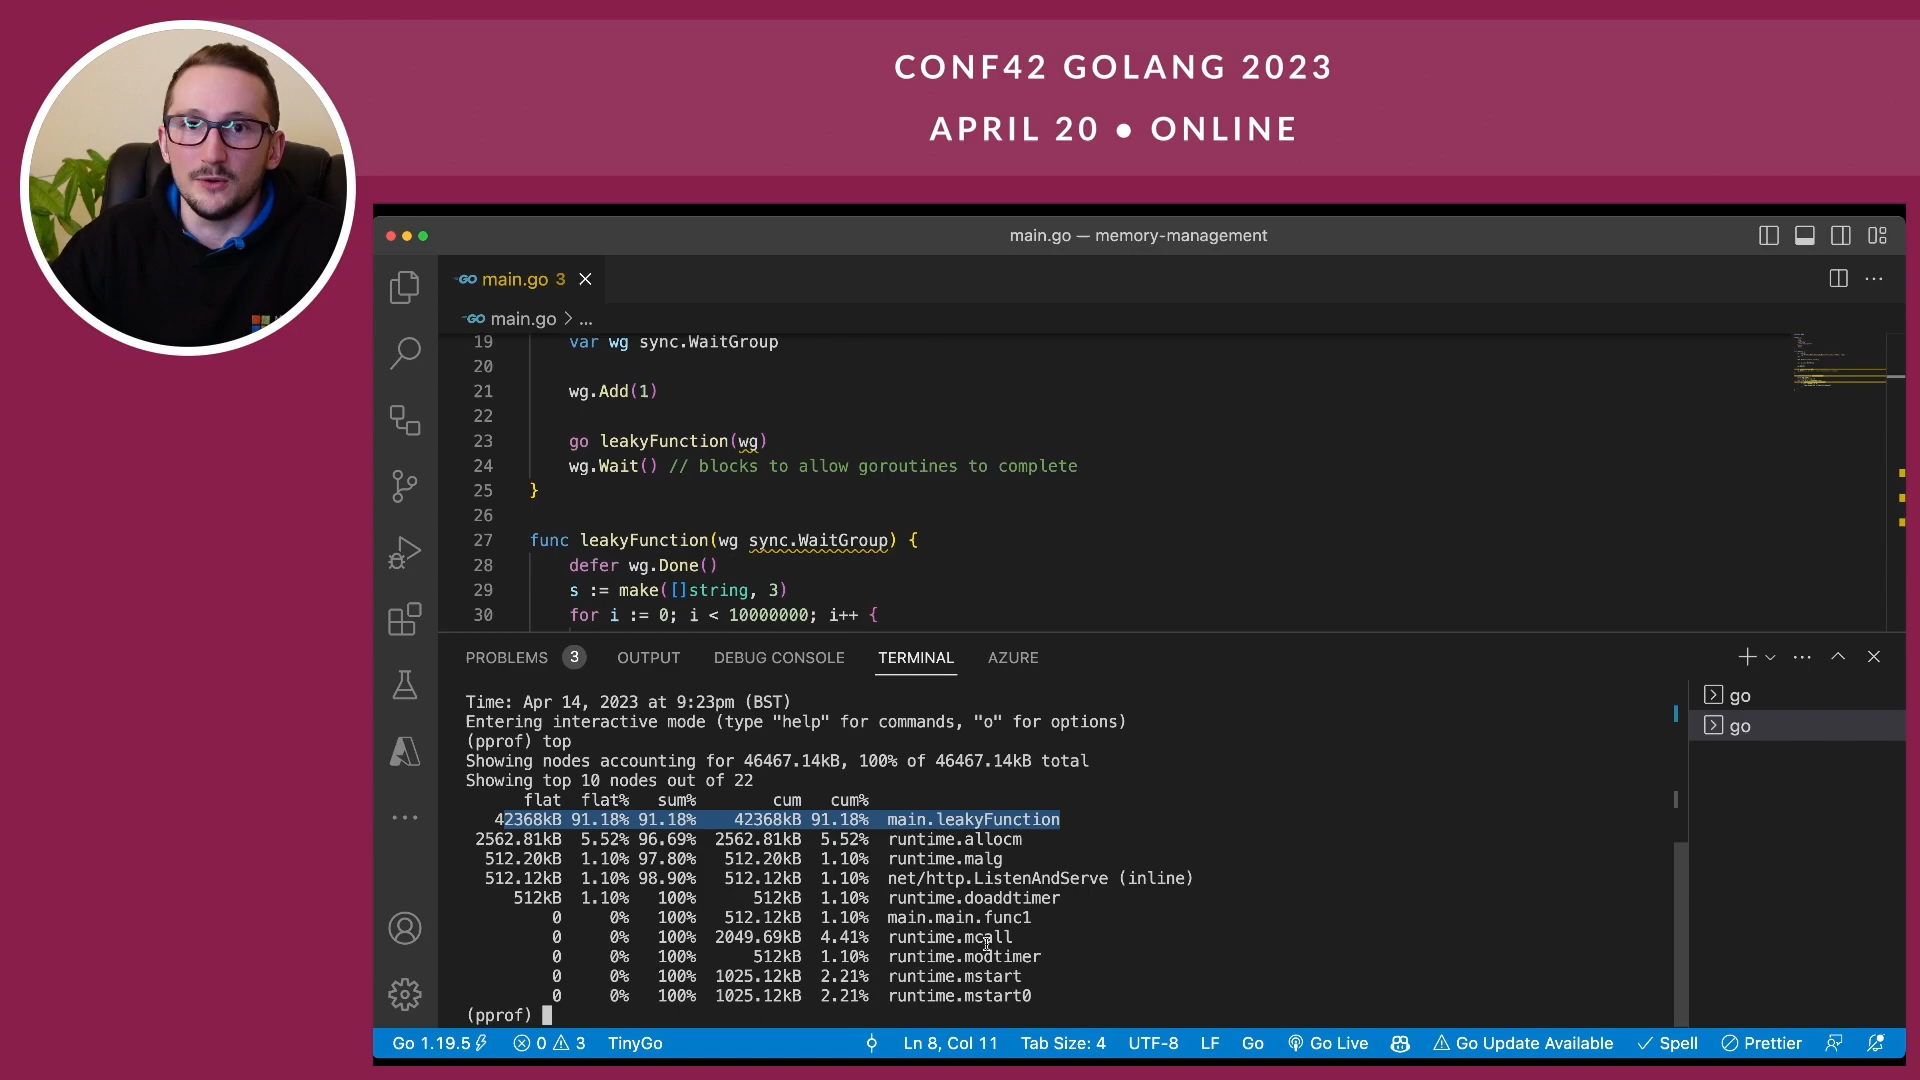 CONF42 GOLANG 2023
APRIL 20 • ONLINE
main.go — memory-management
GO main.go 3
GO main.go > ...
19 var wg sync.WaitGroup
20
21 wg.Add(1)
22
23 go leakyFunction(wg)
24 wg.Wait() // blocks to allow goroutines to complete
25 }
26
27 func leakyFunction(wg sync.WaitGroup) {
28 defer wg.Done()
29 s := make([]string, 3)
30 for i := 0; i < 10000000; i++ {
PROBLEMS 3 OUTPUT DEBUG CONSOLE TERMINAL AZURE
Time: Apr 14, 2023 at 9:23pm (BST)
Entering interactive mode (type "help" for commands, "o" for options)
(pprof) top
Showing nodes accounting for 46467.14kB, 100% of 46467.14kB total
Showing top 10 nodes out of 22
flat flat% sum% cum cum%
42368kB 91.18% 91.18% 42368kB 91.18% main.leakyFunction
2562.81kB 5.52% 96.69% 2562.81kB 5.52% runtime.allocm
512.20kB 1.10% 97.80% 512.20kB 1.10% runtime.malg
512.12kB 1.10% 98.90% 512.12kB 1.10% net/http.ListenAndServe (inline)
512kB 1.10% 100% 512kB 1.10% runtime.doaddtimer
0 0% 100% 512.12kB 1.10% main.main.func1
0 0% 100% 2049.69kB 4.41% runtime.mcall
0 0% 100% 512kB 1.10% runtime.modtimer
0 0% 100% 1025.12kB 2.21% runtime.mstart
0 0% 100% 1025.12kB 2.21% runtime.mstart0
(pprof)
go
go
Go 1.19.5 0 3 TinyGo Ln 8, Col 11 Tab Size: 4 UTF-8 LF Go Go Live Go Update Available Spell Prettier